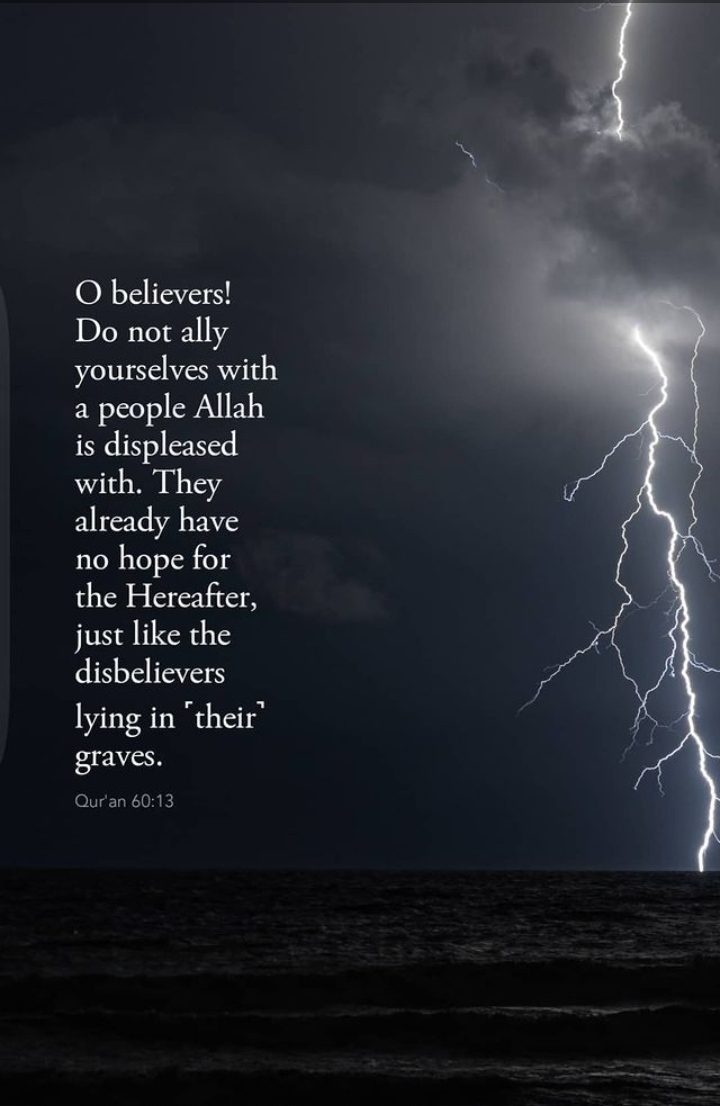 O believers!
Do not ally
yourselves with
a people Allah
is displeased
with. They
already have
no hope for
the Hereafter,
just like the
disbelievers
lying in ˹their˺
graves.
Qur'an 60:13